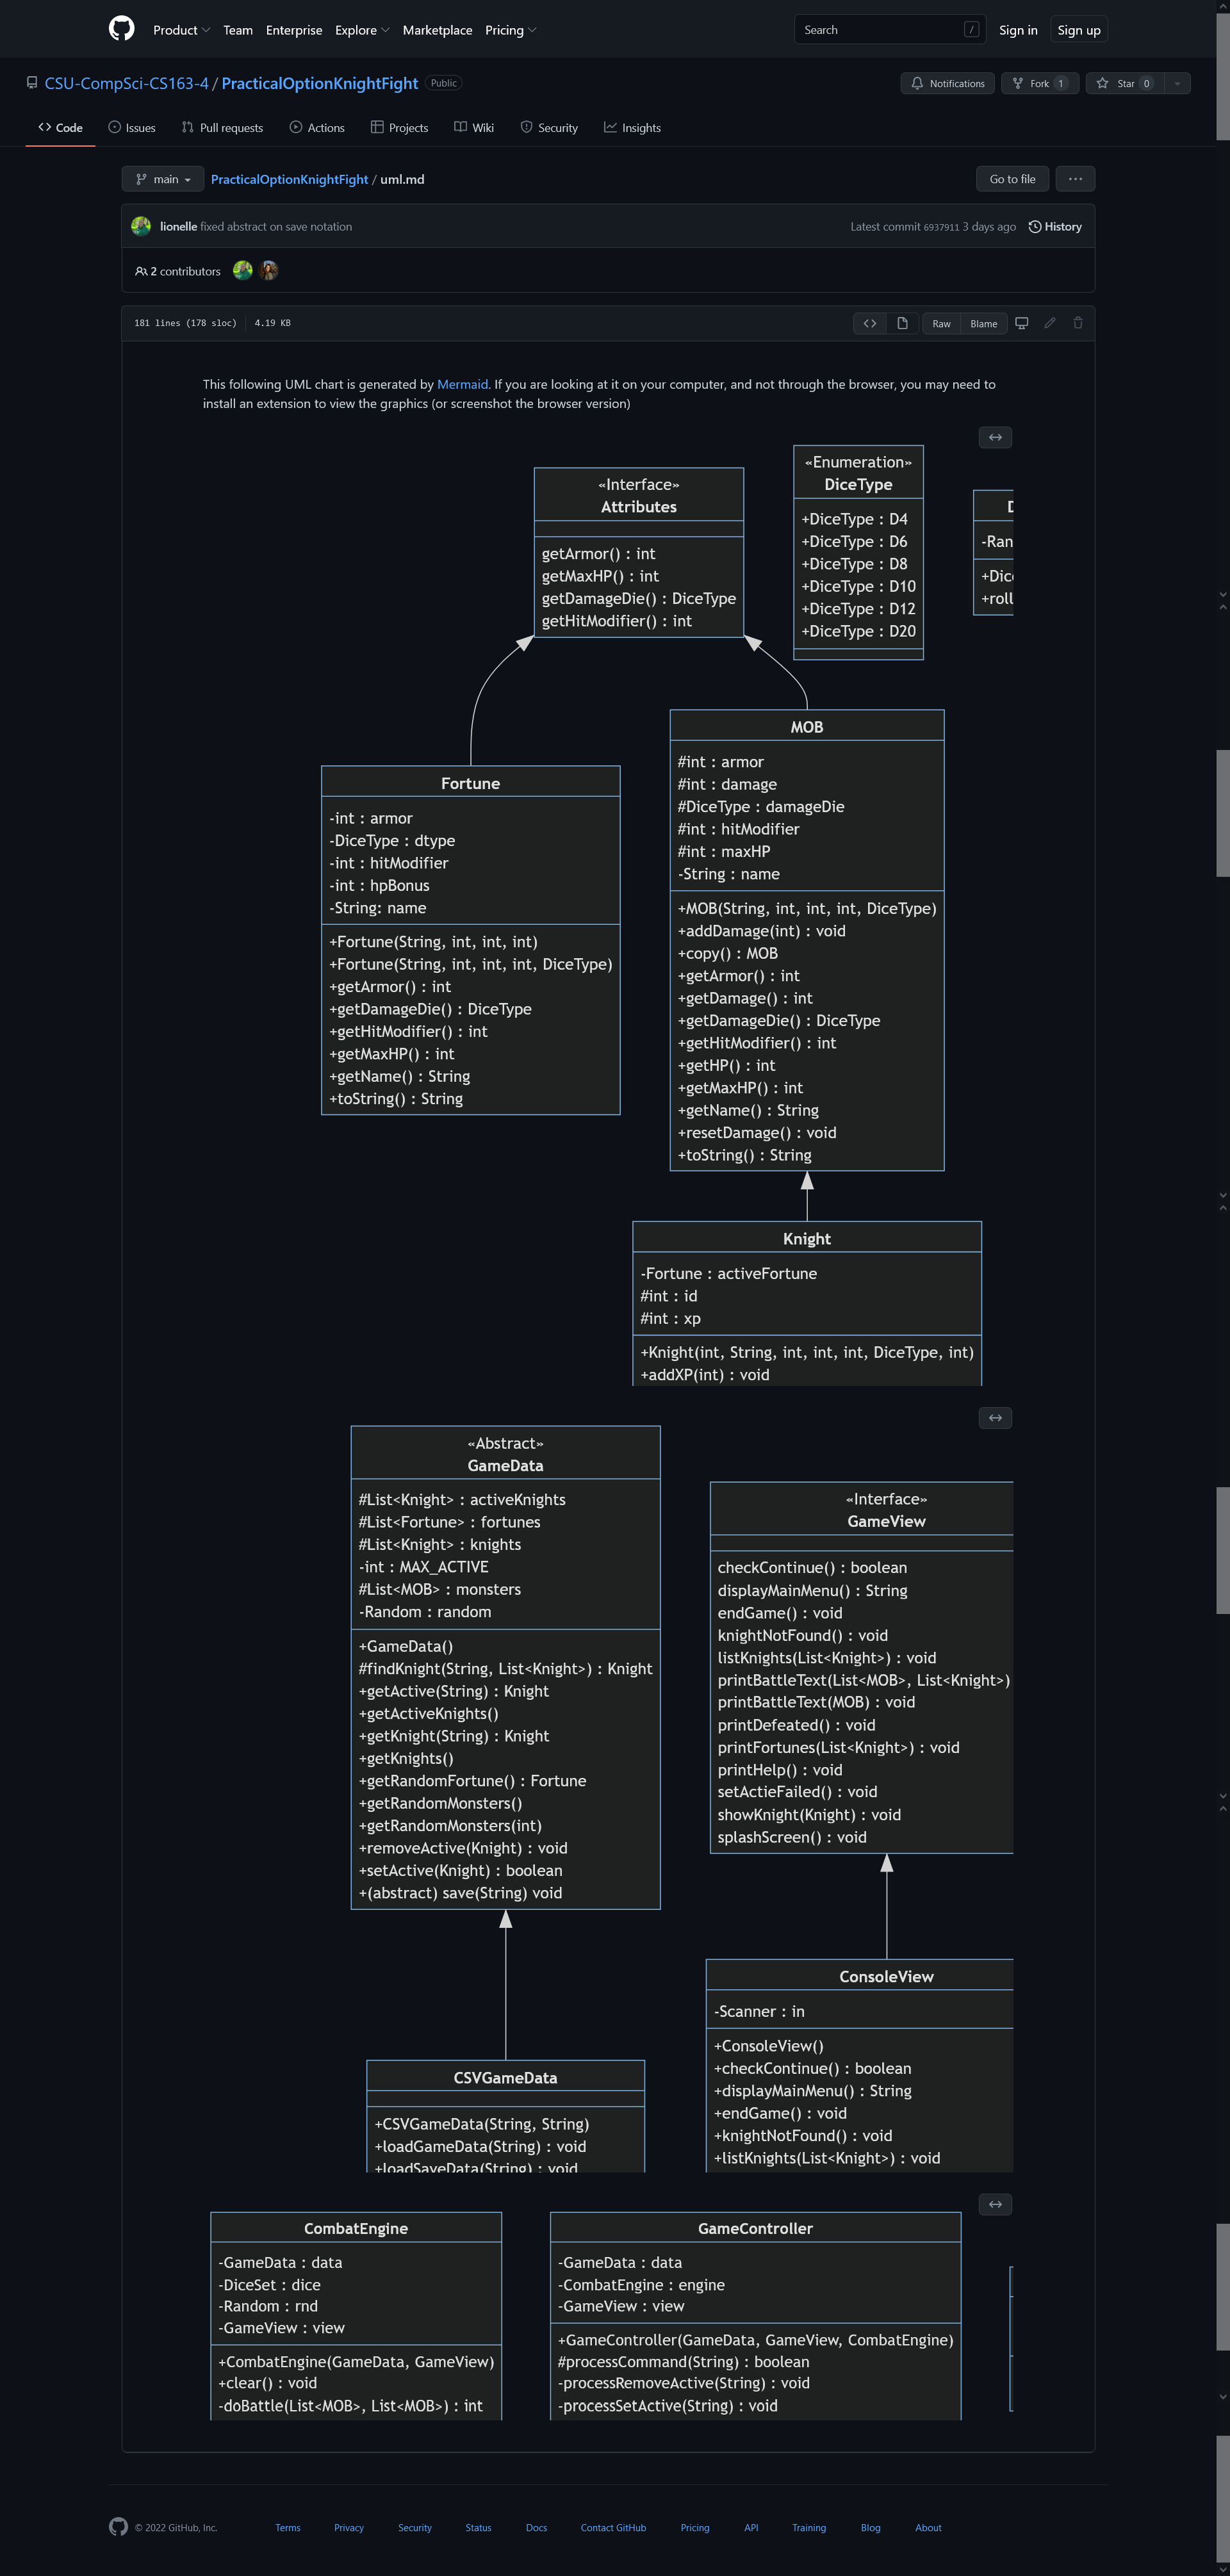 Product Team Enterprise Explore Marketplace Pricing Search / Sign in Sign up
CSU-CompSci-CS163-4 / PracticalOptionKnightFight Public Notifications Fork 1 Star 0
Code Issues Pull requests Actions Projects Wiki Security Insights
main PracticalOptionKnightFight / uml.md Go to file ...
lionelle fixed abstract on save notation Latest commit 6937911 3 days ago History
2 contributors
181 lines (178 sloc) 4.19 KB <> Raw Blame
This following UML chart is generated by Mermaid. If you are looking at it on your computer, and not through the browser, you may need to
install an extension to view the graphics (or screenshot the browser version)
«Interface»
Attributes
getArmor() : int
getMaxHP() : int
getDamageDie() : DiceType
getHitModifier() : int
«Enumeration»
DiceType
+DiceType : D4
+DiceType : D6
+DiceType : D8
+DiceType : D10
+DiceType : D12
+DiceType : D20
-Ran
+Dic
+roll
Fortune
-int : armor
-DiceType : dtype
-int : hitModifier
-int : hpBonus
-String: name
+Fortune(String, int, int, int)
+Fortune(String, int, int, int, DiceType)
+getArmor() : int
+getDamageDie() : DiceType
+getHitModifier() : int
+getMaxHP() : int
+getName() : String
+toString() : String
MOB
#int : armor
#int : damage
#DiceType : damageDie
#int : hitModifier
#int : maxHP
-String : name
+MOB(String, int, int, int, DiceType)
+addDamage(int) : void
+copy() : MOB
+getArmor() : int
+getDamage() : int
+getDamageDie() : DiceType
+getHitModifier() : int
+getHP() : int
+getMaxHP() : int
+getName() : String
+resetDamage() : void
+toString() : String
Knight
-Fortune : activeFortune
#int : id
#int : xp
+Knight(int, String, int, int, int, DiceType, int)
+addXP(int) : void
«Abstract»
GameData
#List<Knight> : activeKnights
#List<Fortune> : fortunes
#List<Knight> : knights
-int : MAX_ACTIVE
#List<MOB> : monsters
-Random : random
+GameData()
#findKnight(String, List<Knight>) : Knight
+getActive(String) : Knight
+getActiveKnights()
+getKnight(String) : Knight
+getKnights()
+getRandomFortune() : Fortune
+getRandomMonsters()
+getRandomMonsters(int)
+removeActive(Knight) : void
+setActive(Knight) : boolean
+(abstract) save(String) void
«Interface»
GameView
checkContinue() : boolean
displayMainMenu() : String
endGame() : void
knightNotFound() : void
listKnights(List<Knight>) : void
printBattleText(List<MOB>, List<Knight>)
printBattleText(MOB) : void
printDefeated() : void
printFortunes(List<Knight>) : void
printHelp() : void
setActieFailed() : void
showKnight(Knight) : void
splashScreen() : void
CSVGameData
+CSVGameData(String, String)
+loadGameData(String) : void
+loadSaveData(String) : void
ConsoleView
-Scanner : in
+ConsoleView()
+checkContinue() : boolean
+displayMainMenu() : String
+endGame() : void
+knightNotFound() : void
+listKnights(List<Knight>) : void
CombatEngine
-GameData : data
-DiceSet : dice
-Random : rnd
-GameView : view
+CombatEngine(GameData, GameView)
+clear() : void
-doBattle(List<MOB>, List<MOB>) : int
GameController
-GameData : data
-CombatEngine : engine
-GameView : view
+GameController(GameData, GameView, CombatEngine)
#processCommand(String) : boolean
-processRemoveActive(String) : void
-processSetActive(String) : void
© 2022 GitHub, Inc. Terms Privacy Security Status Docs Contact GitHub Pricing API Training Blog About